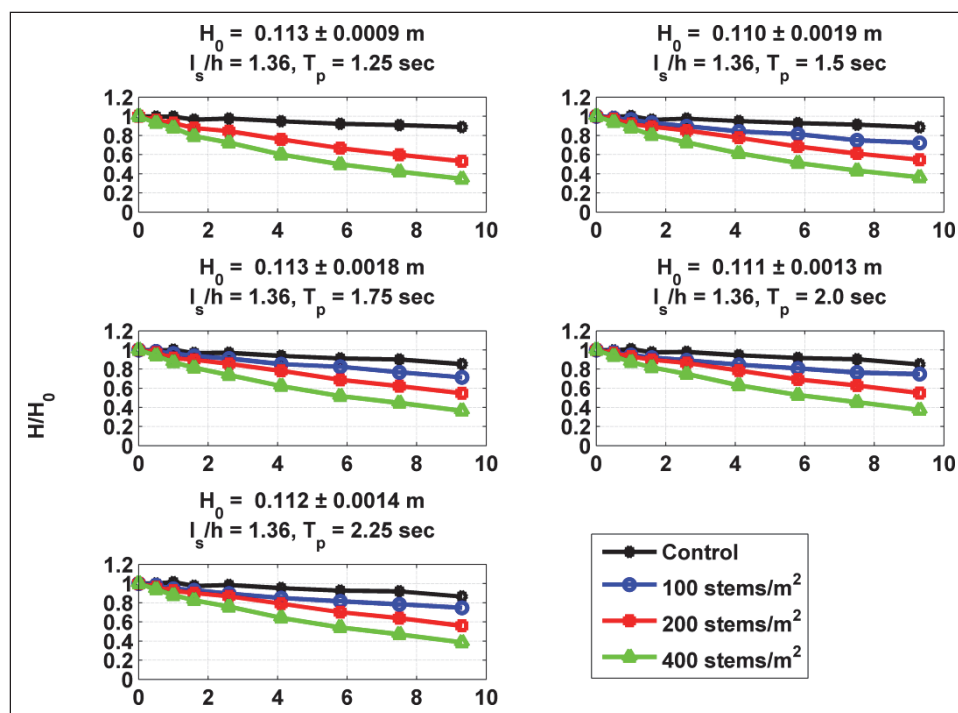 H0 = 0.113 ± 0.0009 m
ls/h = 1.36, Tp = 1.25 sec
1.2
1
0.8
0.6
0.4
0.2
0
0 2 4 6 8 10
H0 = 0.110 ± 0.0019 m
ls/h = 1.36, Tp = 1.5 sec
1.2
1
0.8
0.6
0.4
0.2
0
0 2 4 6 8 10
H0 = 0.113 ± 0.0018 m
ls/h = 1.36, Tp = 1.75 sec
1.2
1
0.8
0.6
0.4
0.2
0
0 2 4 6 8 10
H0 = 0.111 ± 0.0013 m
ls/h = 1.36, Tp = 2.0 sec
1.2
1
0.8
0.6
0.4
0.2
0
0 2 4 6 8 10
H/H0
H0 = 0.112 ± 0.0014 m
ls/h = 1.36, Tp = 2.25 sec
1.2
1
0.8
0.6
0.4
0.2
0
0 2 4 6 8 10
Control
100 stems/m²
200 stems/m²
400 stems/m²